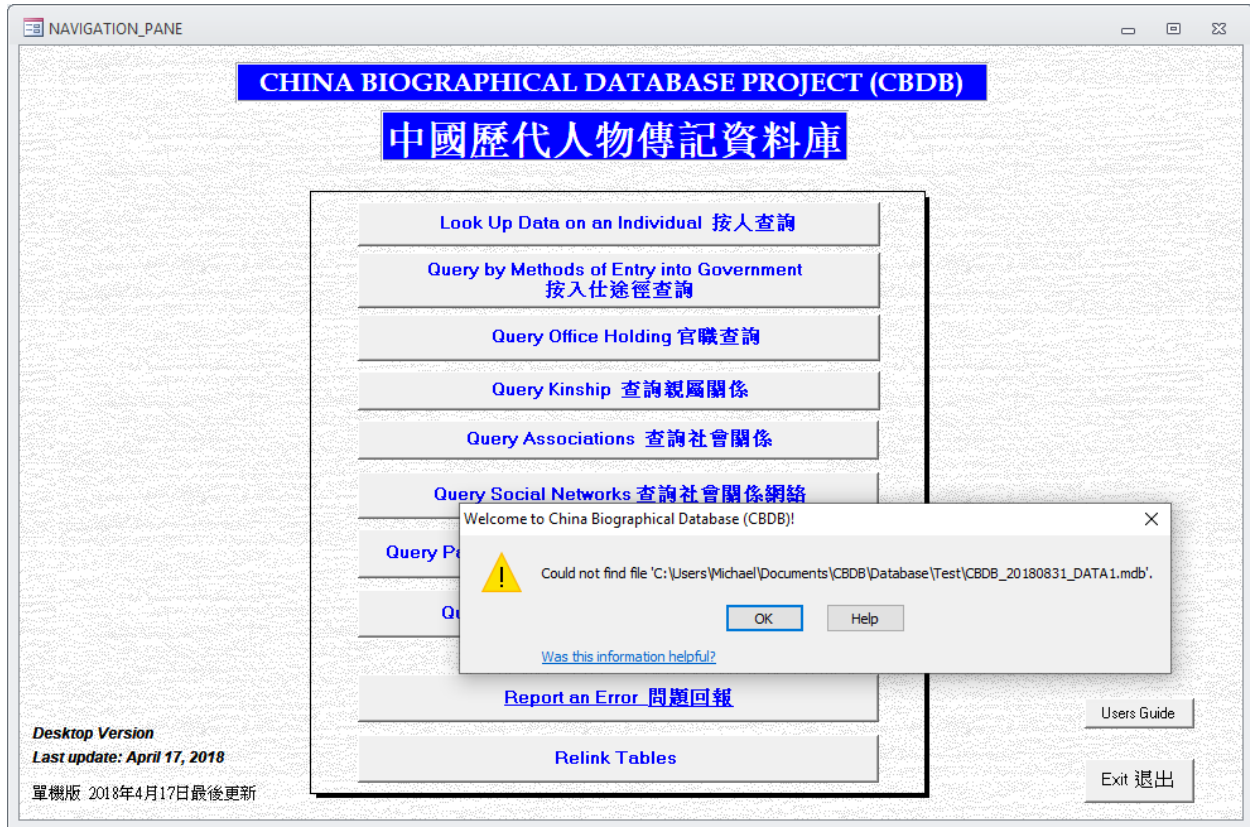 NAVIGATION_PANE
CHINA BIOGRAPHICAL DATABASE PROJECT (CBDB)
中國歷代人物傳記資料庫
Look Up Data on an Individual 按人查詢
Query by Methods of Entry into Government
按入仕途徑查詢
Query Office Holding 官職查詢
Query Kinship 查詢親屬關係
Query Associations 查詢社會關係
Query Social Networks 查詢社會關係網絡
Query
Welcome to China Biographical Database (CBDB)!
Could not find file 'C:\Users\Michael\Documents\CBDB\Database\Test\CBDB_20180831_DATA1.mdb'.
OK
Help
Was this information helpful?
Report an Error 問題回報
Relink Tables
Users Guide
Exit 退出
Desktop Version
Last update: April 17, 2018
單機版 2018年4月17日最後更新